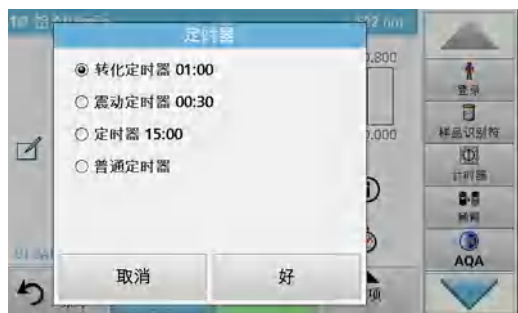 定时器
转化定时器 01:00
震动定时器 00:30
定时器 15:00
普通定时器
取消
好
登录
样品识别符
计时器
AQA